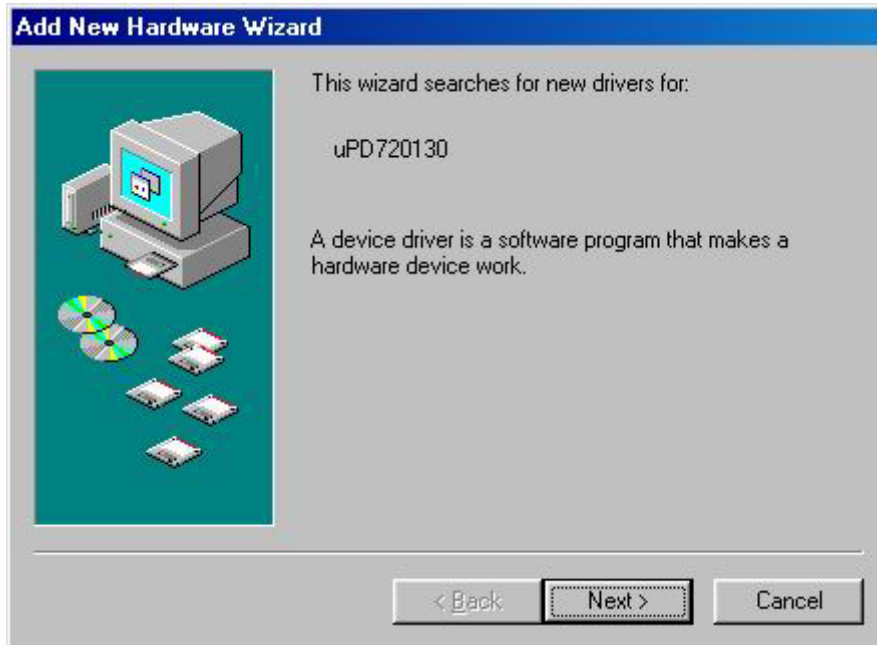 Add New Hardware Wizard
This wizard searches for new drivers for:
uPD720130
A device driver is a software program that makes a
hardware device work.
< Back
Next >
Cancel